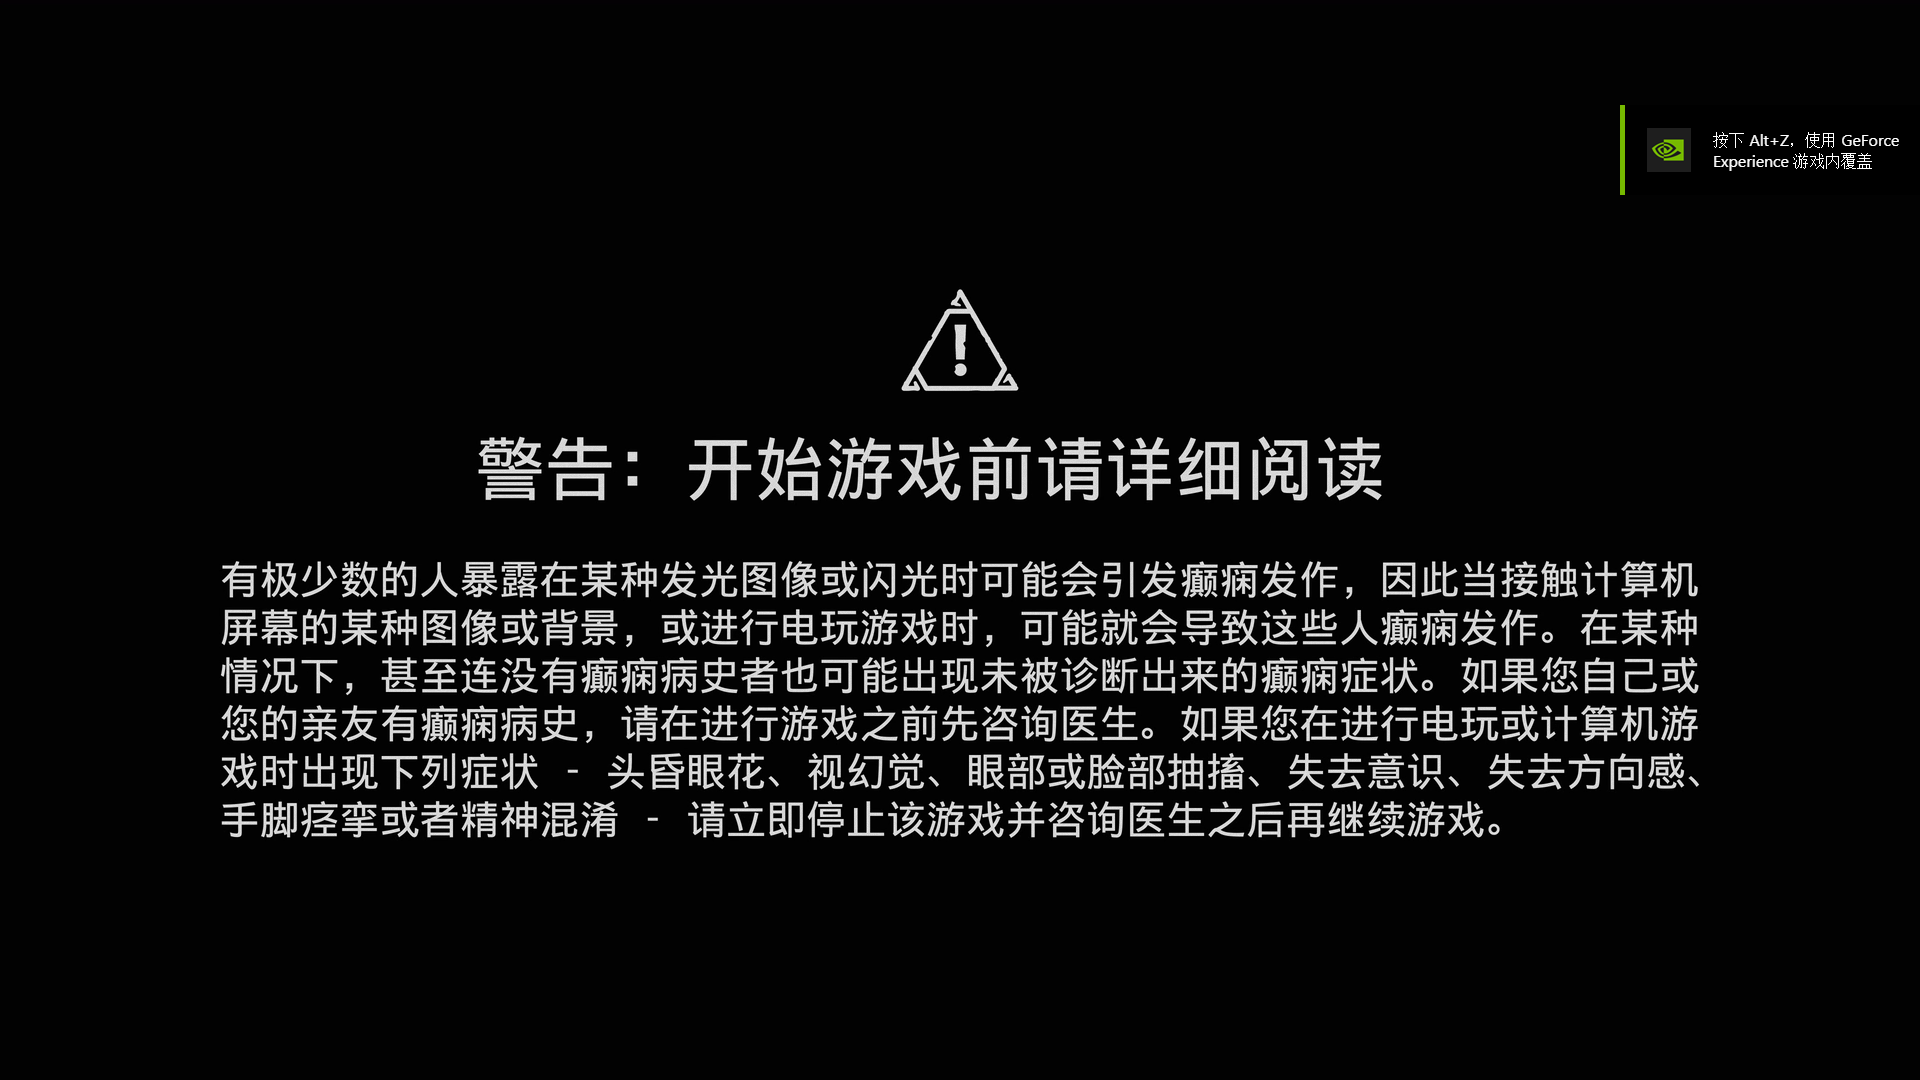 按下 Alt+Z，使用 GeForce
Experience 游戏内覆盖
警告：开始游戏前请详细阅读
有极少数的人暴露在某种发光图像或闪光时可能会引发癫痫发作，因此当接触计算机
屏幕的某种图像或背景，或进行电玩游戏时，可能就会导致这些人癫痫发作。在某种
情况下，甚至连没有癫痫病史者也可能出现未被诊断出来的癫痫症状。如果您自己或
您的亲友有癫痫病史，请在进行游戏之前先咨询医生。如果您在进行电玩或计算机游
戏时出现下列症状 - 头昏眼花、视幻觉、眼部或脸部抽搐、失去意识、失去方向感、
手脚痉挛或者精神混淆 - 请立即停止该游戏并咨询医生之后再继续游戏。